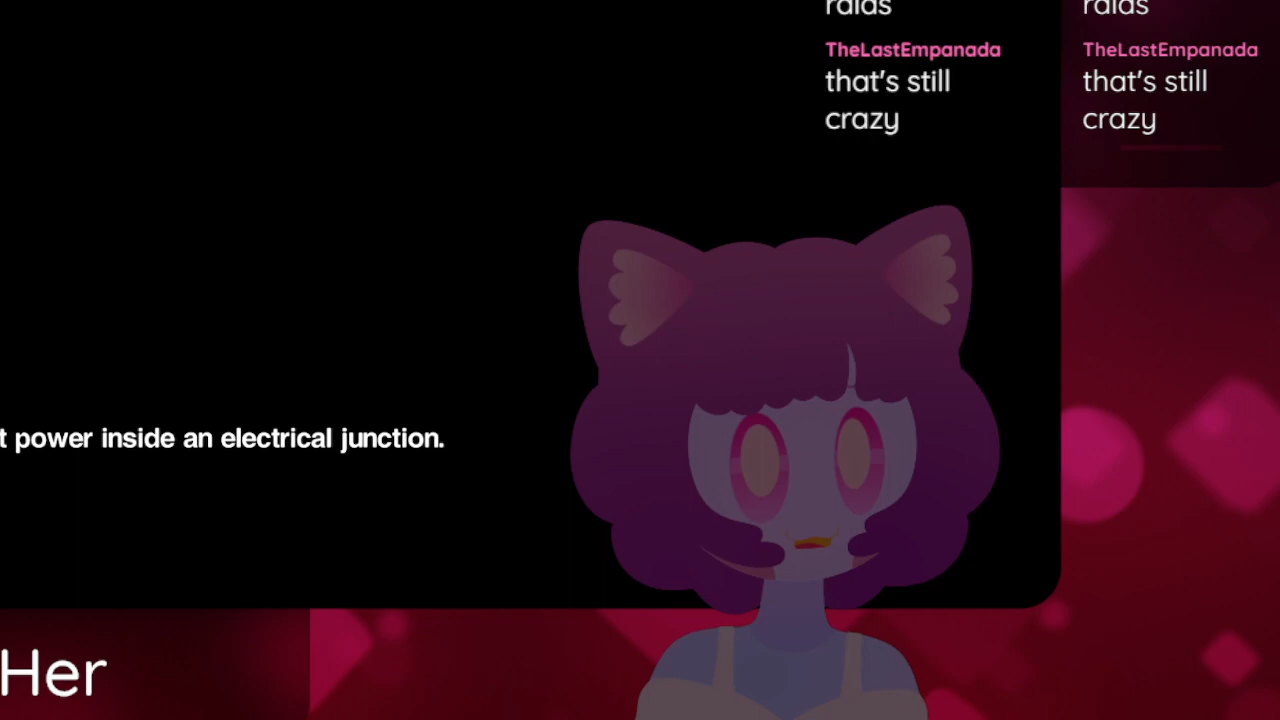 raids
TheLastEmpanada
that's still
crazy
raids
TheLastEmpanada
that's still
crazy
t power inside an electrical junction.
Her